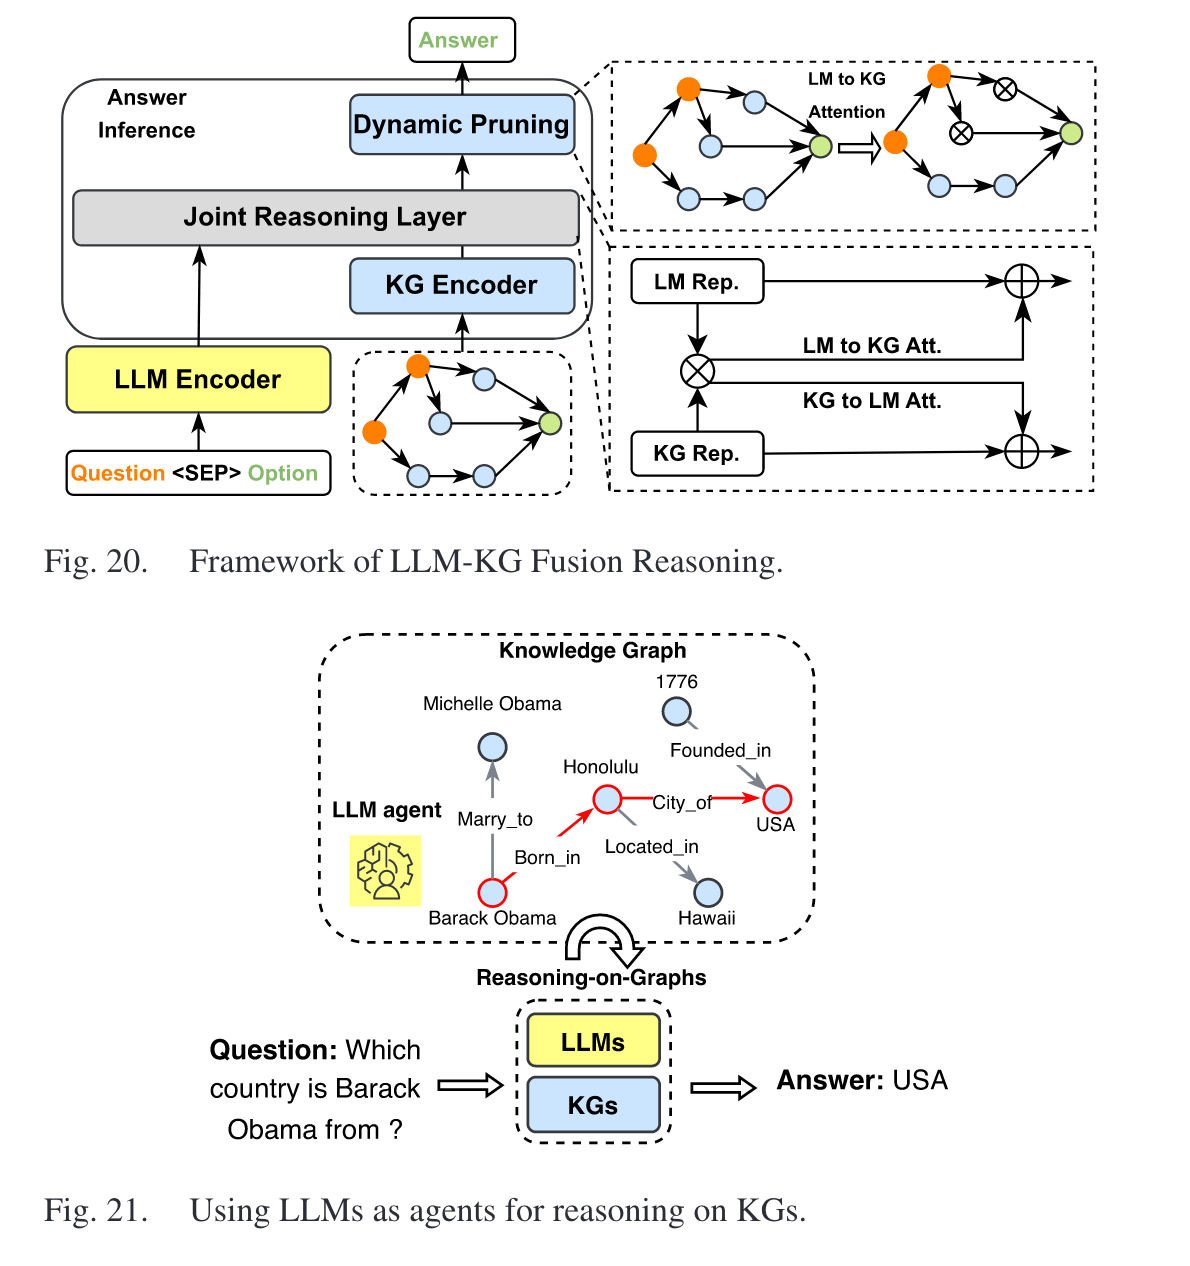 Answer
Answer
Inference
Dynamic Pruning
Joint Reasoning Layer
KG Encoder
LLM Encoder
Question <SEP> Option
LM to KG
Attention
LM Rep.
LM to KG Att.
KG to LM Att.
KG Rep.
Fig. 20. Framework of LLM-KG Fusion Reasoning.
Knowledge Graph
1776
Michelle Obama
Founded_in
Honolulu
City_of
USA
LLM agent
Marry_to
Located_in
Born_in
Barack Obama
Hawaii
Reasoning-on-Graphs
Question: Which
country is Barack
Obama from ?
LLMs
KGs
Answer: USA
Fig. 21. Using LLMs as agents for reasoning on KGs.